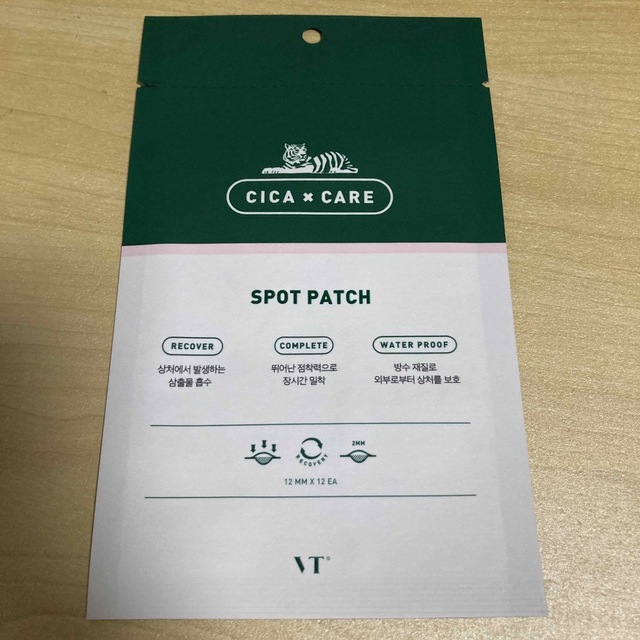 CICA × CARE
SPOT PATCH
RECOVER
상처에서 발생하는
삼출물 흡수
COMPLETE
뛰어난 점착력으로
장시간 밀착
WATER PROOF
방수 재질로
외부로부터 상처를 보호
RECOVERY
2MM
12 MM X 12 EA
VT